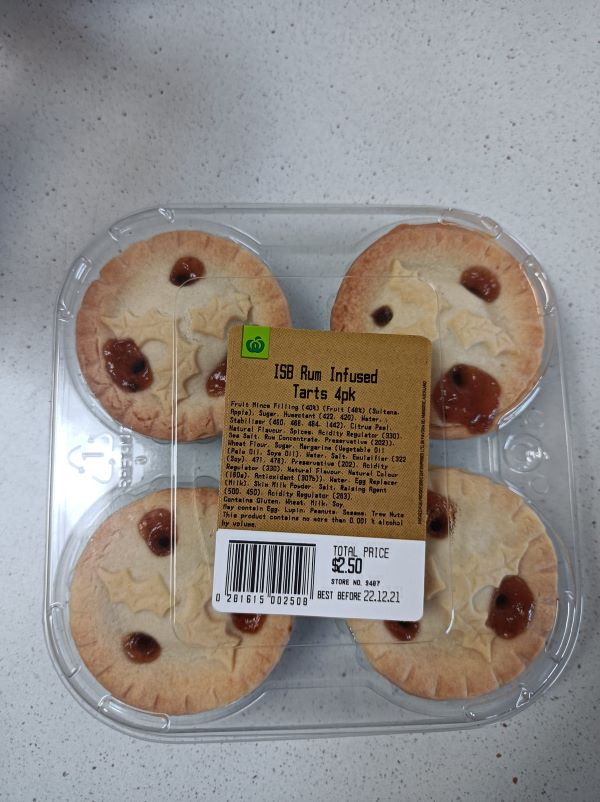 ISB Rum Infused
Tarts 4pk
Fruit Mince Filling (40%) (Fruit (48%) (Sultana,
Apple), Sugar, Humectant (422, 420), Water,
Stabiliser (460, 466, 464, 1442), Citrus Peel,
Natural Flavour, Spices, Acidity Regulator (330),
Sea Salt, Rum Concentrate, Preservative (202)),
Wheat Flour, Sugar, Margarine (Vegetable Oil
(Palm Oil, Soya Oil), Water, Salt, Emulsifier (322
(Soy), 471, 475), Preservative (202), Acidity
Regulator (330), Natural Flavour, Natural Colour
(160a), Antioxidant (307b)), Water, Egg Replacer
(Milk), Skim Milk Powder, Salt, Raising Agent
(500, 450), Acidity Regulator (263).
Contains Gluten, Wheat, Milk, Soy.
May contain Egg, Lupin, Peanuts, Sesame, Tree Nuts
This product contains no more than 0.001 % alcohol
by volume.
TOTAL PRICE
$2.50
STORE NO. 9407
0 281615 002508
BEST BEFORE 22.12.21
1